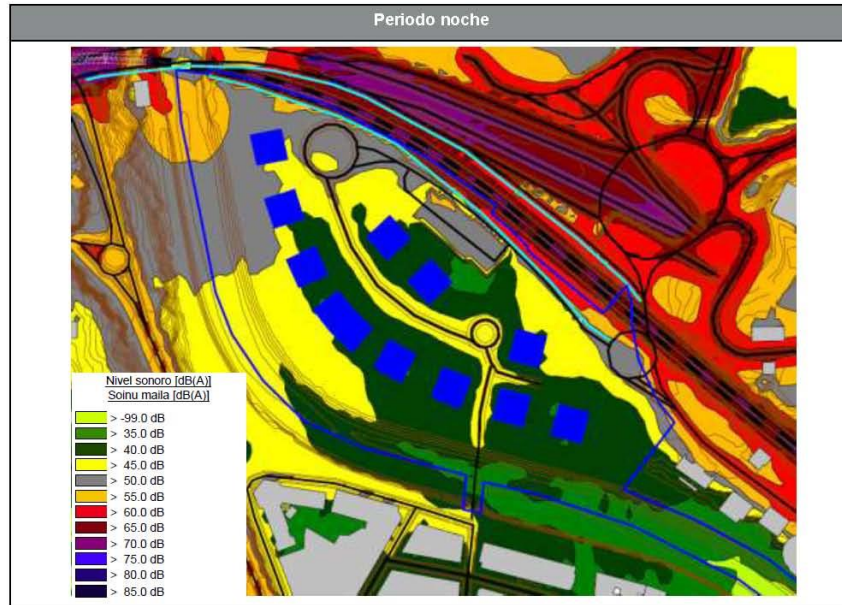 Periodo noche
Nivel sonoro [dB(A)]
Soinu maila [dB(A)]
> -99.0 dB
> 35.0 dB
> 40.0 dB
> 45.0 dB
> 50.0 dB
> 55.0 dB
> 60.0 dB
> 65.0 dB
> 70.0 dB
> 75.0 dB
> 80.0 dB
> 85.0 dB